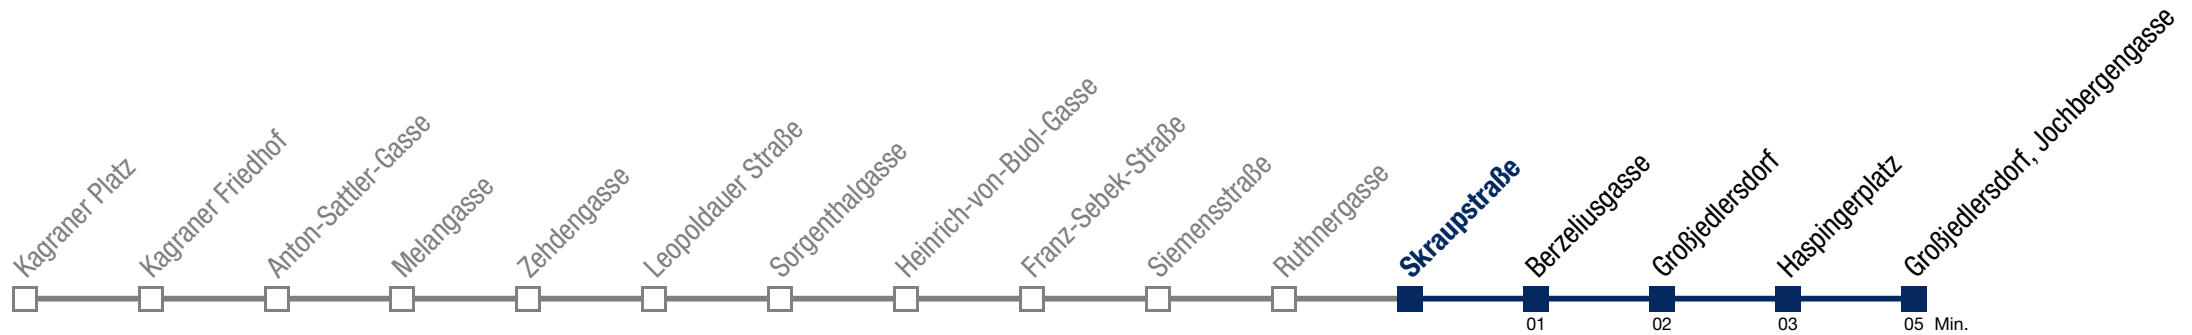 Kagraner Platz
Kagraner Friedhof
Anton-Sattler-Gasse
Melangasse
Zehdengasse
Leopoldauer Straße
Sorgenthalgasse
Heinrich-von-Buol-Gasse
Franz-Sebek-Straße
Siemensstraße
Ruthnergasse
Skraupstraße
Berzeliusgasse
Großjedlersdorf
Haspingerplatz
Großjedlersdorf, Jochbergengasse
01 02 03 05 Min.